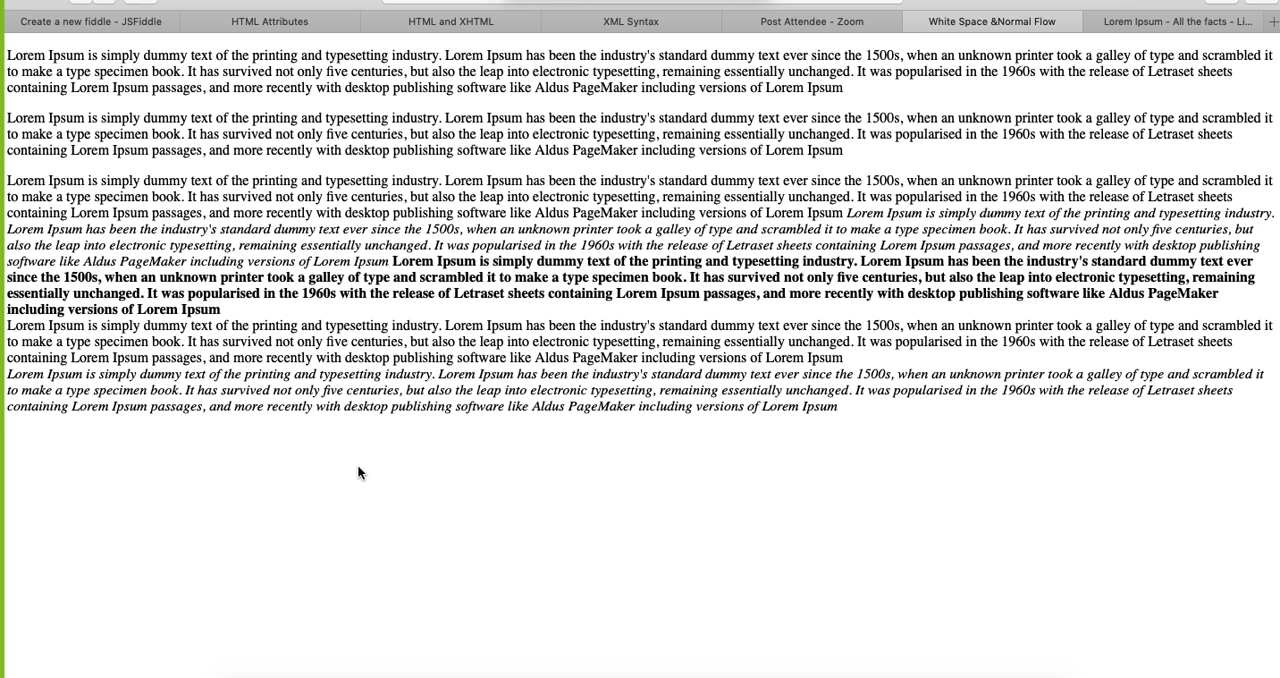 Create a new fiddle - JSFiddle
HTML Attributes
HTML and XHTML
XML Syntax
Post Attendee - Zoom
White Space &Normal Flow
Lorem Ipsum - All the facts - Li...
Lorem Ipsum is simply dummy text of the printing and typesetting industry. Lorem Ipsum has been the industry's standard dummy text ever since the 1500s, when an unknown printer took a galley of type and scrambled it
to make a type specimen book. It has survived not only five centuries, but also the leap into electronic typesetting, remaining essentially unchanged. It was popularised in the 1960s with the release of Letraset sheets
containing Lorem Ipsum passages, and more recently with desktop publishing software like Aldus PageMaker including versions of Lorem Ipsum
Lorem Ipsum is simply dummy text of the printing and typesetting industry. Lorem Ipsum has been the industry's standard dummy text ever since the 1500s, when an unknown printer took a galley of type and scrambled it
to make a type specimen book. It has survived not only five centuries, but also the leap into electronic typesetting, remaining essentially unchanged. It was popularised in the 1960s with the release of Letraset sheets
containing Lorem Ipsum passages, and more recently with desktop publishing software like Aldus PageMaker including versions of Lorem Ipsum
Lorem Ipsum is simply dummy text of the printing and typesetting industry. Lorem Ipsum has been the industry's standard dummy text ever since the 1500s, when an unknown printer took a galley of type and scrambled it
to make a type specimen book. It has survived not only five centuries, but also the leap into electronic typesetting, remaining essentially unchanged. It was popularised in the 1960s with the release of Letraset sheets
containing Lorem Ipsum passages, and more recently with desktop publishing software like Aldus PageMaker including versions of Lorem Ipsum Lorem Ipsum is simply dummy text of the printing and typesetting industry.
Lorem Ipsum has been the industry's standard dummy text ever since the 1500s, when an unknown printer took a galley of type and scrambled it to make a type specimen book. It has survived not only five centuries, but
also the leap into electronic typesetting, remaining essentially unchanged. It was popularised in the 1960s with the release of Letraset sheets containing Lorem Ipsum passages, and more recently with desktop publishing
software like Aldus PageMaker including versions of Lorem Ipsum Lorem Ipsum is simply dummy text of the printing and typesetting industry. Lorem Ipsum has been the industry's standard dummy text ever
since the 1500s, when an unknown printer took a galley of type and scrambled it to make a type specimen book. It has survived not only five centuries, but also the leap into electronic typesetting, remaining
essentially unchanged. It was popularised in the 1960s with the release of Letraset sheets containing Lorem Ipsum passages, and more recently with desktop publishing software like Aldus PageMaker
including versions of Lorem Ipsum
Lorem Ipsum is simply dummy text of the printing and typesetting industry. Lorem Ipsum has been the industry's standard dummy text ever since the 1500s, when an unknown printer took a galley of type and scrambled it
to make a type specimen book. It has survived not only five centuries, but also the leap into electronic typesetting, remaining essentially unchanged. It was popularised in the 1960s with the release of Letraset sheets
containing Lorem Ipsum passages, and more recently with desktop publishing software like Aldus PageMaker including versions of Lorem Ipsum
Lorem Ipsum is simply dummy text of the printing and typesetting industry. Lorem Ipsum has been the industry's standard dummy text ever since the 1500s, when an unknown printer took a galley of type and scrambled it
to make a type specimen book. It has survived not only five centuries, but also the leap into electronic typesetting, remaining essentially unchanged. It was popularised in the 1960s with the release of Letraset sheets
containing Lorem Ipsum passages, and more recently with desktop publishing software like Aldus PageMaker including versions of Lorem Ipsum